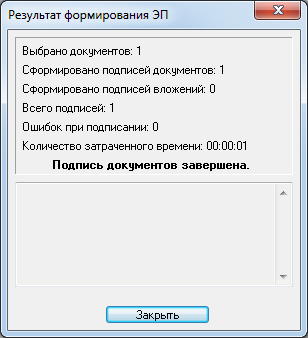 Результат формирования ЭП
Выбрано документов: 1
Сформировано подписей документов: 1
Сформировано подписей вложений: 0
Всего подписей: 1
Ошибок при подписании: 0
Количество затраченного времени: 00:00:01
Подпись документов завершена.
Закрыть